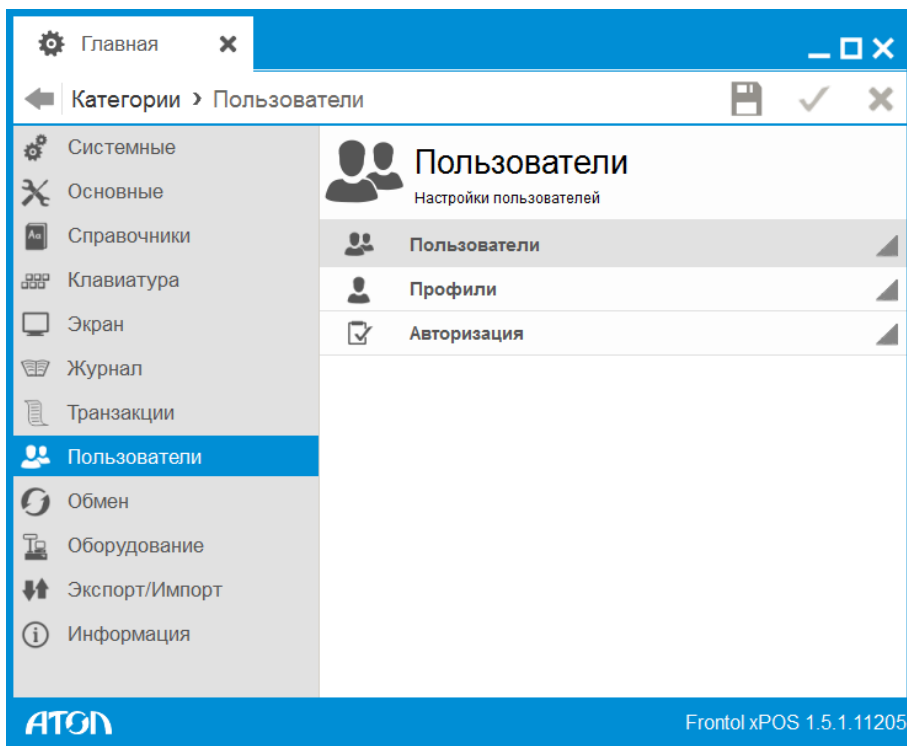 Главная
Категории › Пользователи
Системные
Основные
Справочники
Клавиатура
Экран
Журнал
Транзакции
Пользователи
Обмен
Оборудование
Экспорт/Импорт
Информация
Пользователи
Настройки пользователей
Пользователи
Профили
Авторизация
ATOL
Frontol xPOS 1.5.1.11205